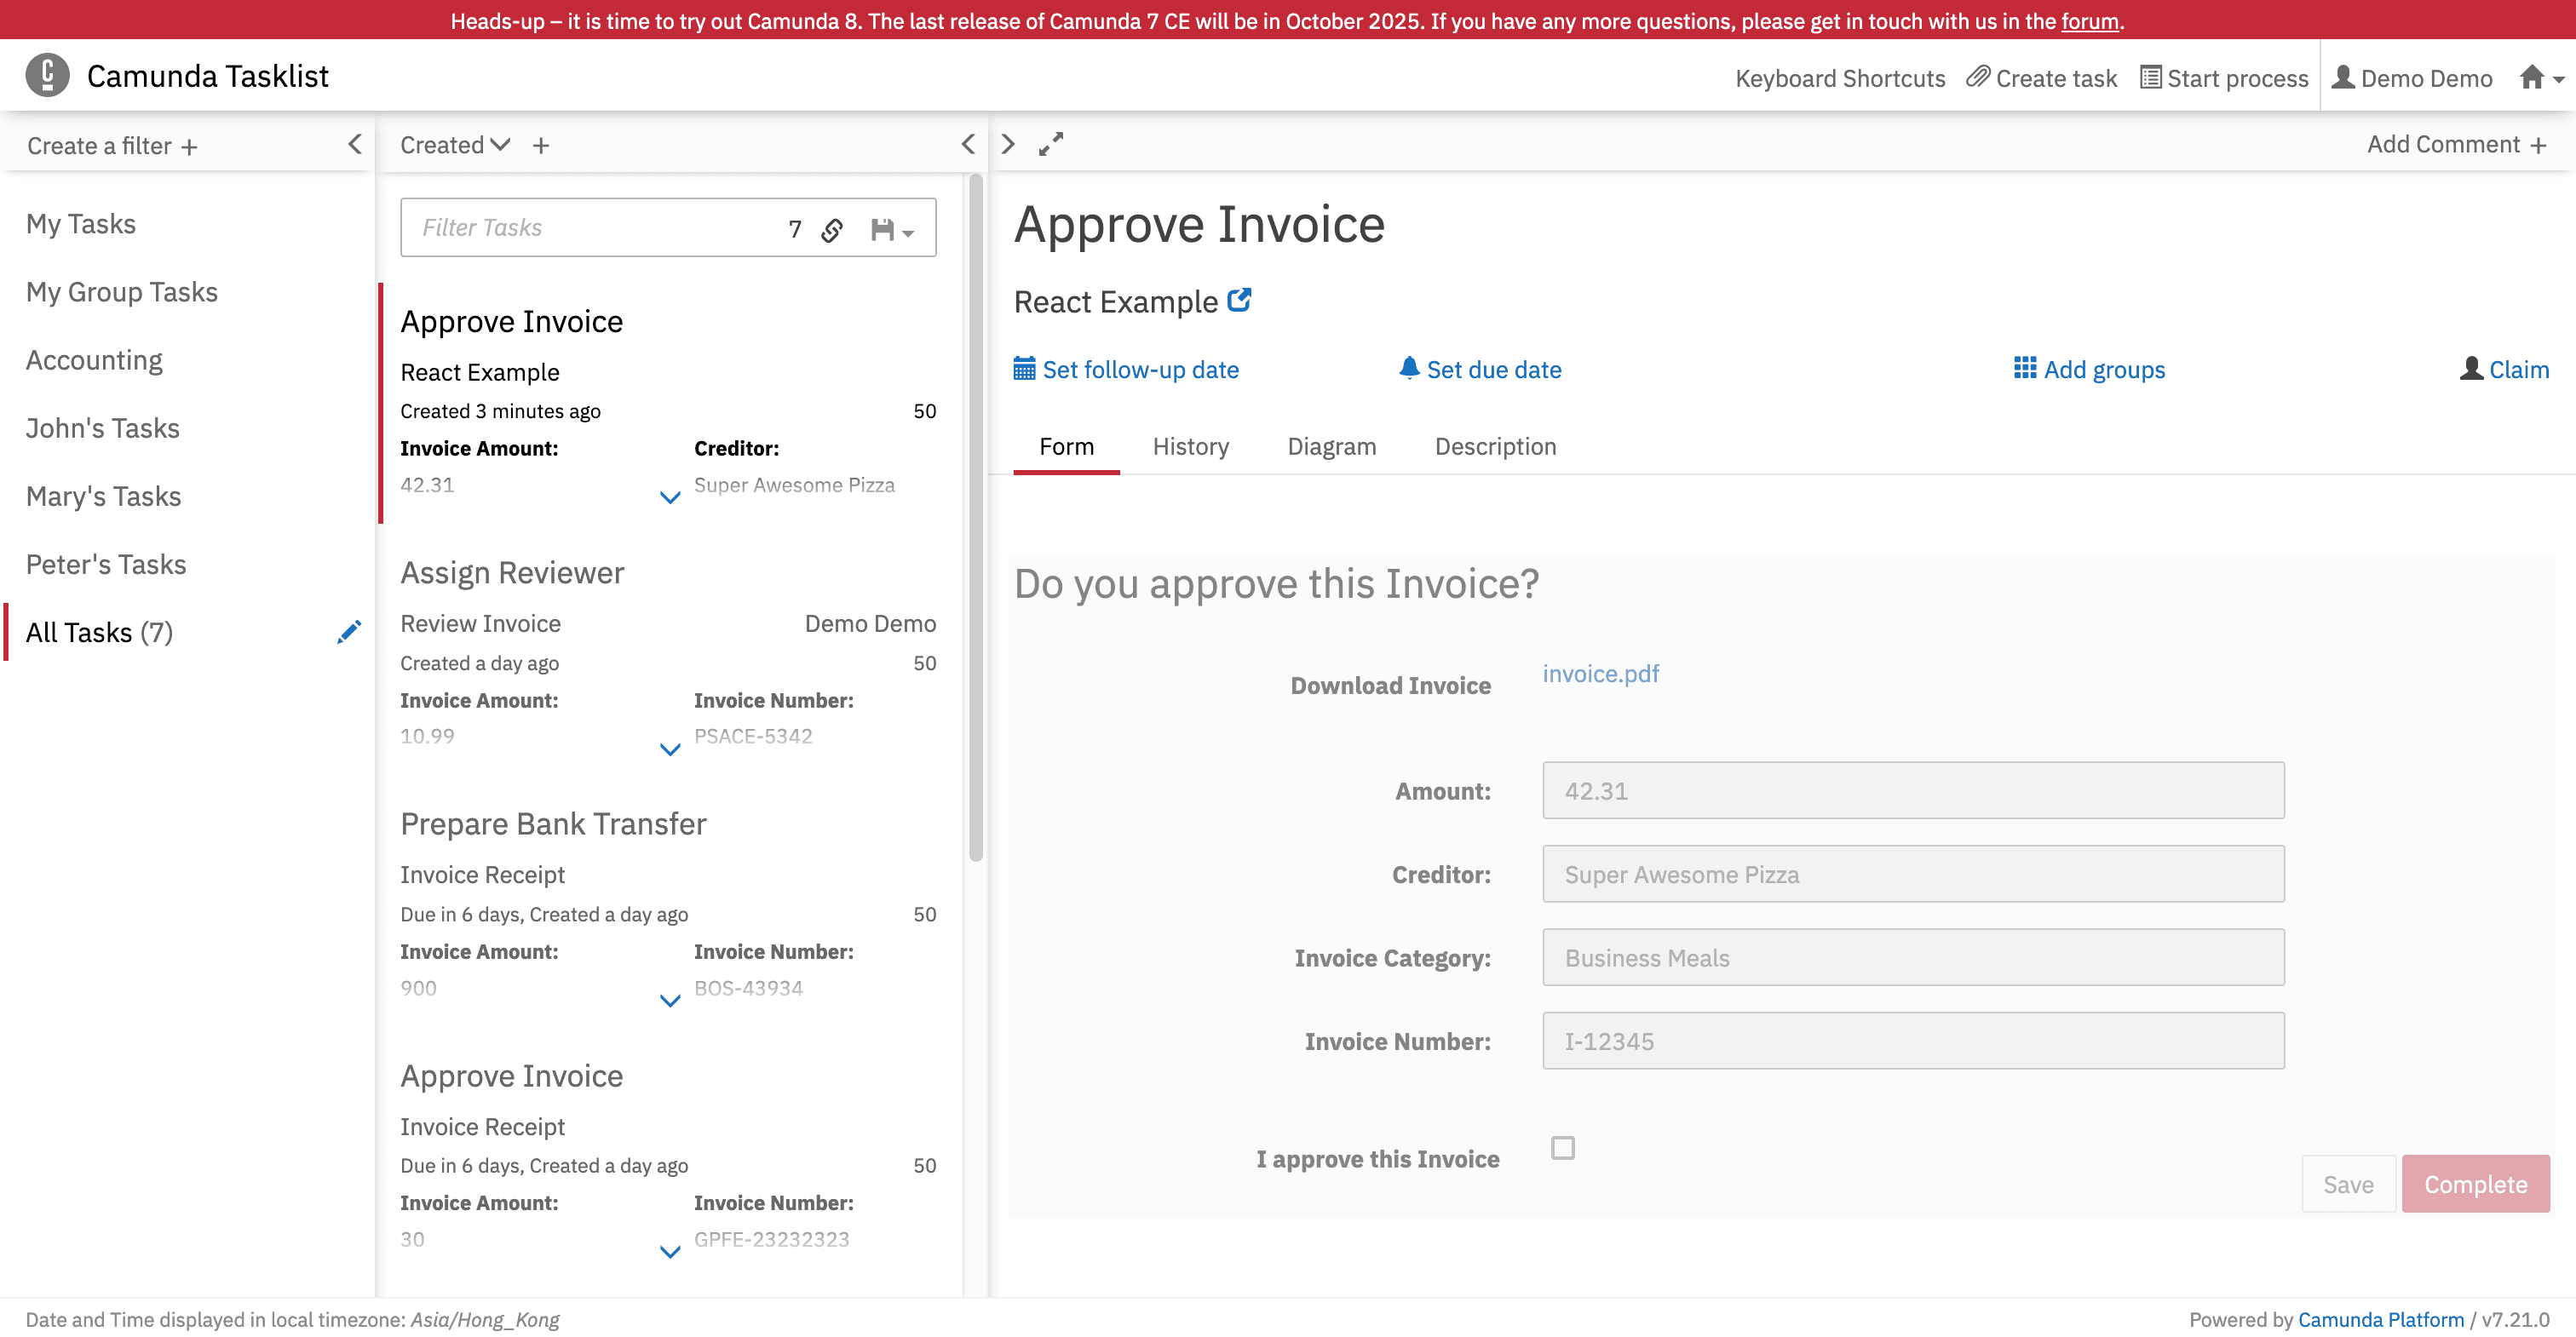 Heads-up – it is time to try out Camunda 8. The last release of Camunda 7 CE will be in October 2025. If you have any more questions, please get in touch with us in the forum.
Camunda Tasklist
Keyboard Shortcuts Create task Start process Demo Demo
Create a filter +
Created +
Add Comment +
My Tasks
My Group Tasks
Accounting
John's Tasks
Mary's Tasks
Peter's Tasks
All Tasks (7)
Filter Tasks 7
Approve Invoice
React Example
Created 3 minutes ago 50
Invoice Amount: Creditor:
42.31 Super Awesome Pizza
Assign Reviewer
Review Invoice Demo Demo
Created a day ago 50
Invoice Amount: Invoice Number:
10.99 PSACE-5342
Prepare Bank Transfer
Invoice Receipt
Due in 6 days, Created a day ago 50
Invoice Amount: Invoice Number:
900 BOS-43934
Approve Invoice
Invoice Receipt
Due in 6 days, Created a day ago 50
Invoice Amount: Invoice Number:
30 GPFE-23232323
Approve Invoice
React Example
Set follow-up date Set due date Add groups Claim
Form History Diagram Description
Do you approve this Invoice?
Download Invoice invoice.pdf
Amount: 42.31
Creditor: Super Awesome Pizza
Invoice Category: Business Meals
Invoice Number: I-12345
I approve this Invoice
Save Complete
Date and Time displayed in local timezone: Asia/Hong_Kong
Powered by Camunda Platform / v7.21.0